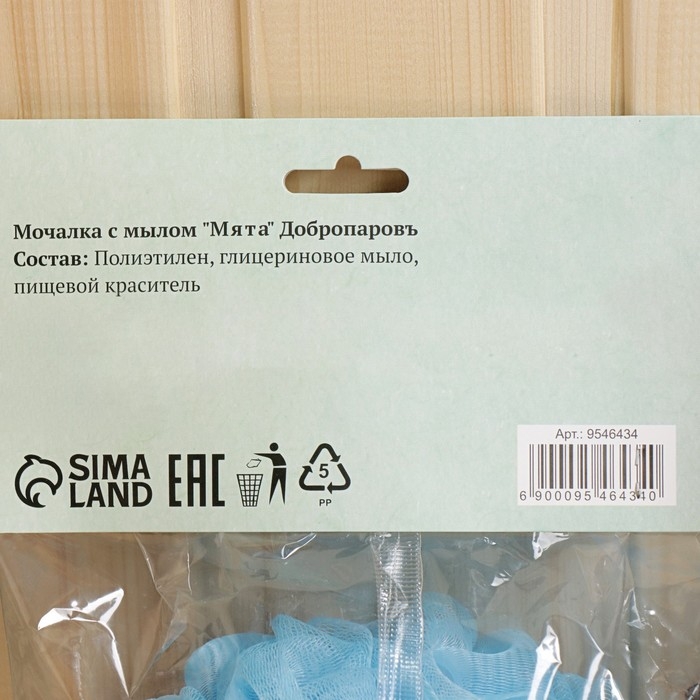 Мочалка с мылом "Мята" Добропаровъ
Состав: Полиэтилен, глицериновое мыло,
пищевой краситель
SIMA
LAND
EAC
5
PP
Арт.: 9546434
6 900095 464340